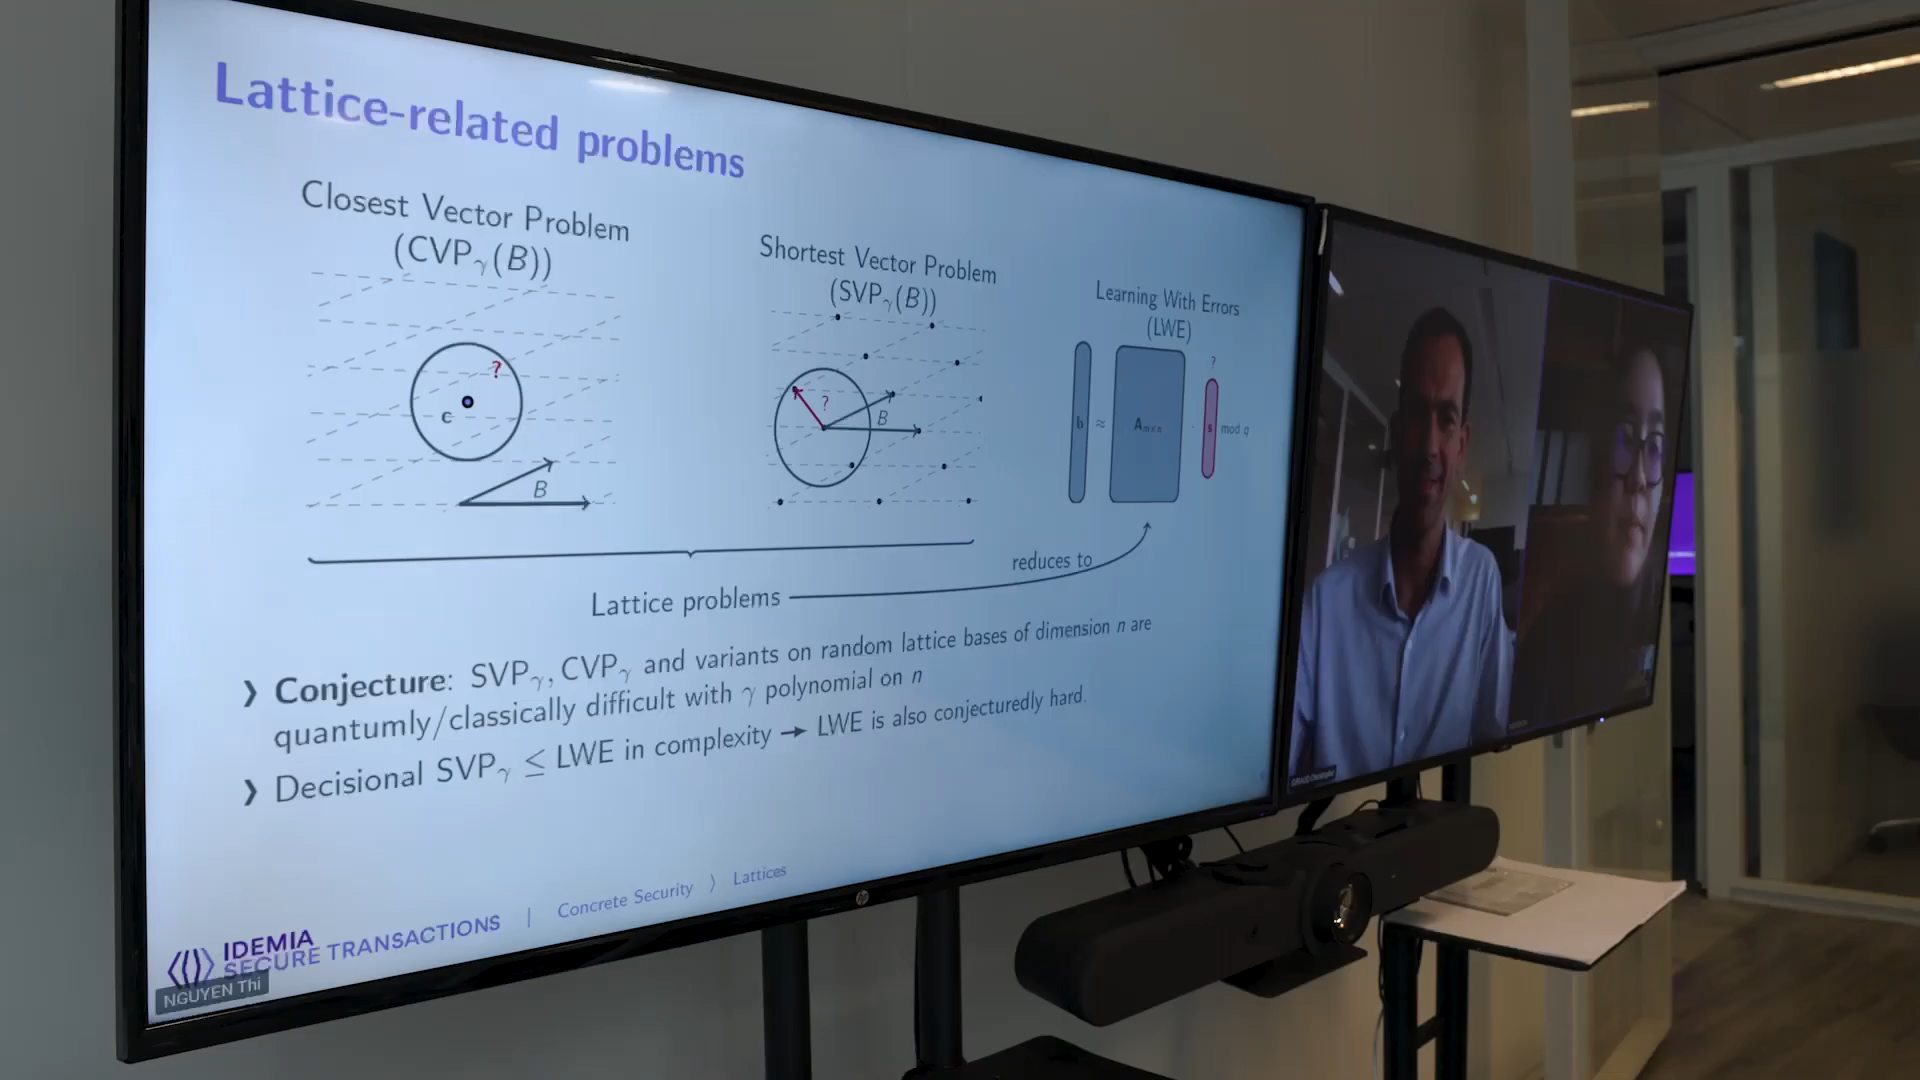 Lattice-related problems
Closest Vector Problem
(CVPᵧ(B))
?
c
B
Shortest Vector Problem
(SVPᵧ(B))
?
B
Learning With Errors
(LWE)
?
b ≈ Aₘₓₙ · s mod q
reduces to
Lattice problems
❯ Conjecture: SVPᵧ, CVPᵧ and variants on random lattice bases of dimension n are
quantumly/classically difficult with γ polynomial on n
❯ Decisional SVPᵧ ≤ LWE in complexity → LWE is also conjecturedly hard.
IDEMIA
SECURE TRANSACTIONS | Concrete Security ❯ Lattices
NGUYEN Thi
hp